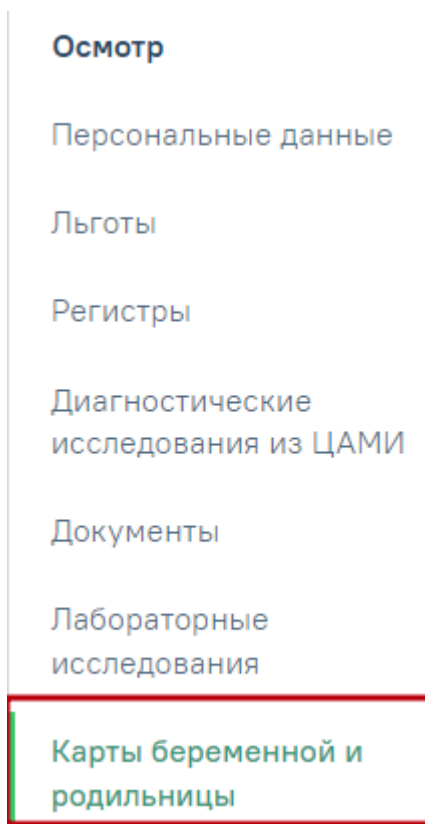 Осмотр
Персональные данные
Льготы
Регистры
Диагностические
исследования из ЦАМИ
Документы
Лабораторные
исследования
Карты беременной и
родильницы